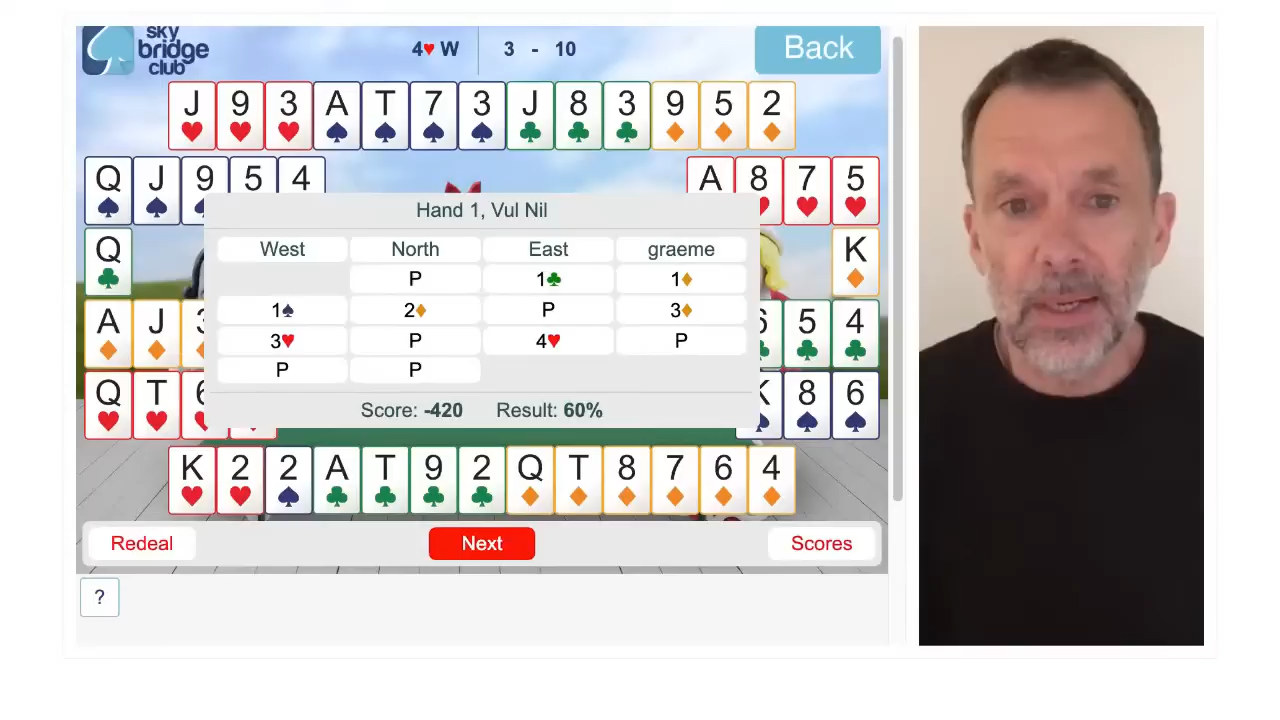 sky
bridge
club
4♥ W 3 - 10
Back
J♥ 9♥ 3♥ A♠ T♠ 7♠ 3♠ J♣ 8♣ 3♣ 9♦ 5♦ 2♦
Q♠ J♠ 9♠ 5 4 A♥ 8♥ 7♥ 5♥
Hand 1, Vul Nil
West North East graeme
Q♣ K♦
P 1♣ 1♦
1♠ 2♦ P 3♦
A♦ J♦ 3♦ 5♣ 4♣
3♥ P 4♥ P
P P
Q♥ T♥ 6♥ K♠ 8♠ 6♠
Score: -420 Result: 60%
K♥ 2♥ 2♠ A♣ T♣ 9♣ 2♣ Q♦ T♦ 8♦ 7♦ 6♦ 4♦
Redeal Next Scores
?